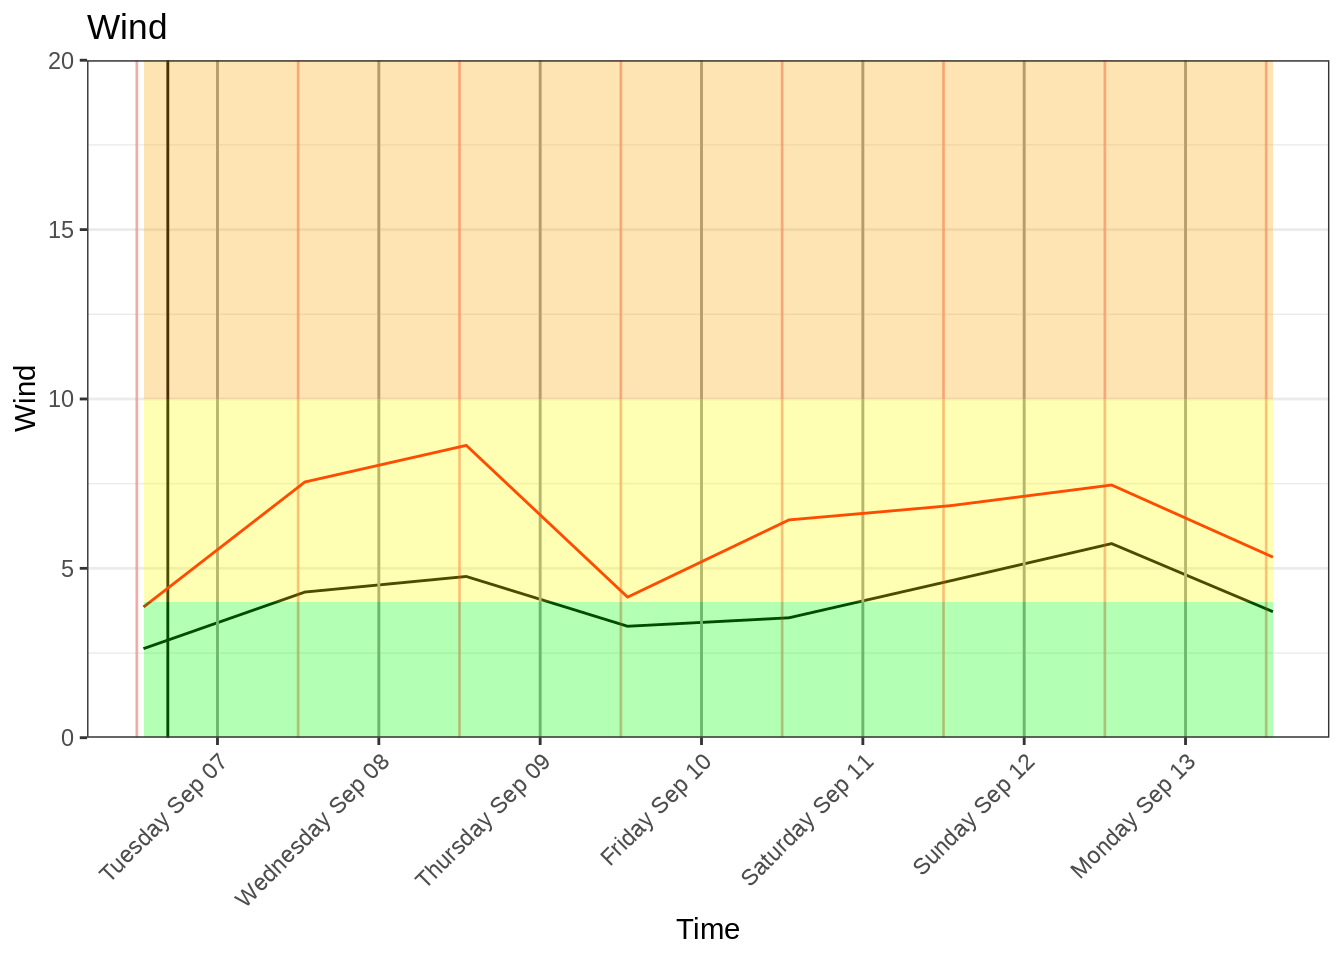 Wind
20
15
10
5
0
Wind
Tuesday Sep 07
Wednesday Sep 08
Thursday Sep 09
Friday Sep 10
Saturday Sep 11
Sunday Sep 12
Monday Sep 13
Time